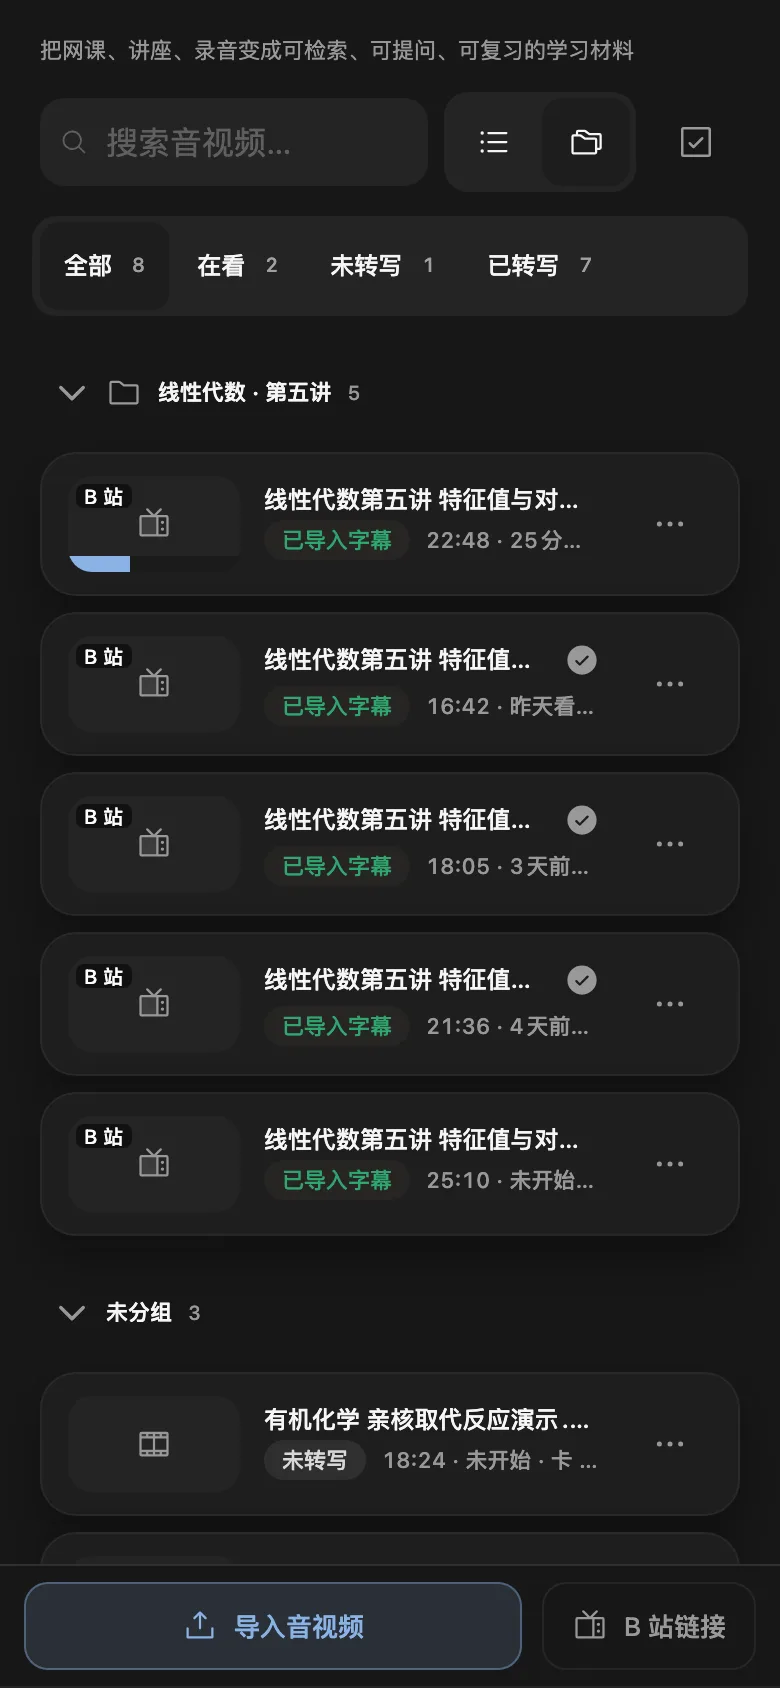 把网课、讲座、录音变成可检索、可提问、可复习的学习材料
搜索音视频...
全部 8 在看 2 未转写 1 已转写 7
线性代数 · 第五讲 5
B 站
线性代数第五讲 特征值与对...
已导入字幕 22:48 · 25分...
B 站
线性代数第五讲 特征值...
已导入字幕 16:42 · 昨天看...
B 站
线性代数第五讲 特征值...
已导入字幕 18:05 · 3天前...
B 站
线性代数第五讲 特征值...
已导入字幕 21:36 · 4天前...
B 站
线性代数第五讲 特征值与对...
已导入字幕 25:10 · 未开始...
未分组 3
有机化学 亲核取代反应演示....
未转写 18:24 · 未开始 · 卡 ...
导入音视频 B 站链接